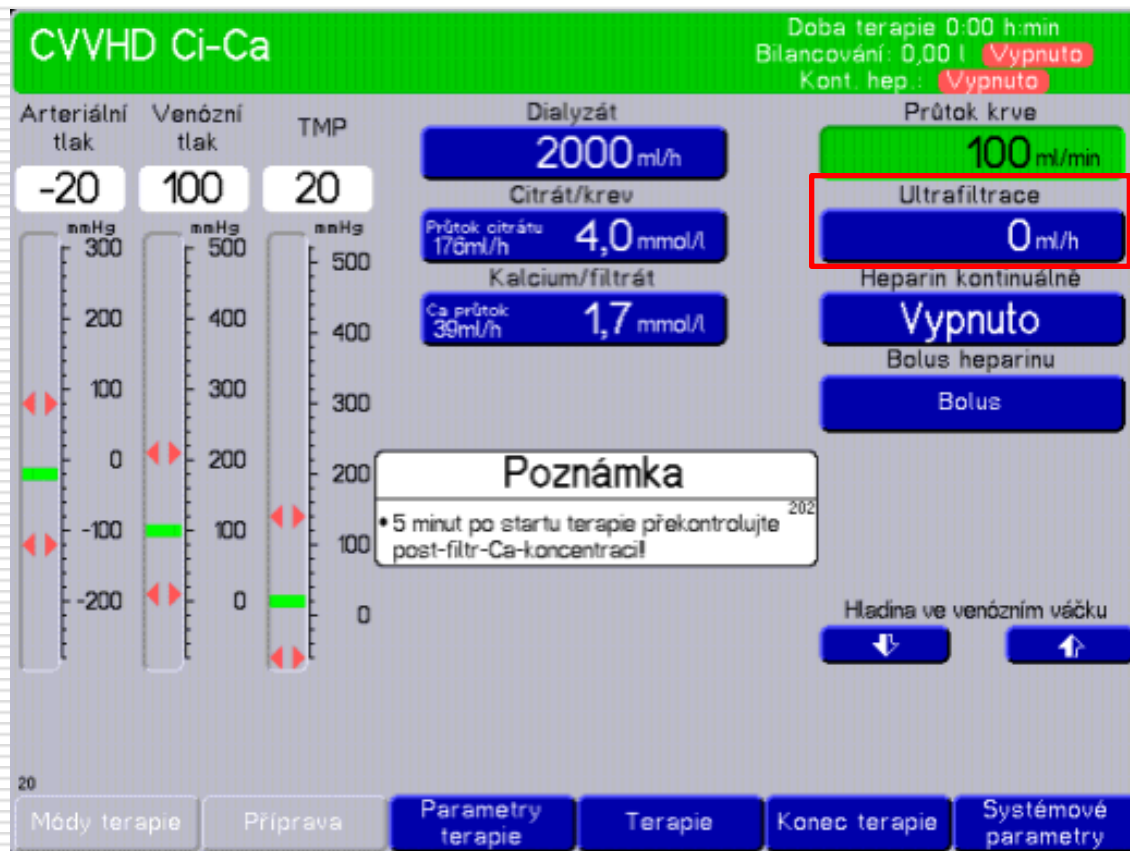 CVVHD Ci-Ca
Doba terapie 0:00 h:min
Bilancování: 0,00 l Vypnuto
Kont. hep.: Vypnuto
Arteriální tlak
Venózní tlak
TMP
-20
100
20
mmHg
mmHg
mmHg
300
200
100
0
-100
-200
500
400
300
200
100
0
500
400
300
200
100
0
Dialyzát
2000 ml/h
Citrát/krev
Průtok citrátu
176ml/h
4,0 mmol/l
Kalcium/filtrát
Ca průtok
39ml/h
1,7 mmol/l
Průtok krve
100 ml/min
Ultrafiltrace
0 ml/h
Heparin kontinuálně
Vypnuto
Bolus heparinu
Bolus
Poznámka
202
• 5 minut po startu terapie překontrolujte
post-filtr-Ca-koncentraci!
Hladina ve venózním váčku
20
Módy terapie
Příprava
Parametry
terapie
Terapie
Konec terapie
Systémové
parametry